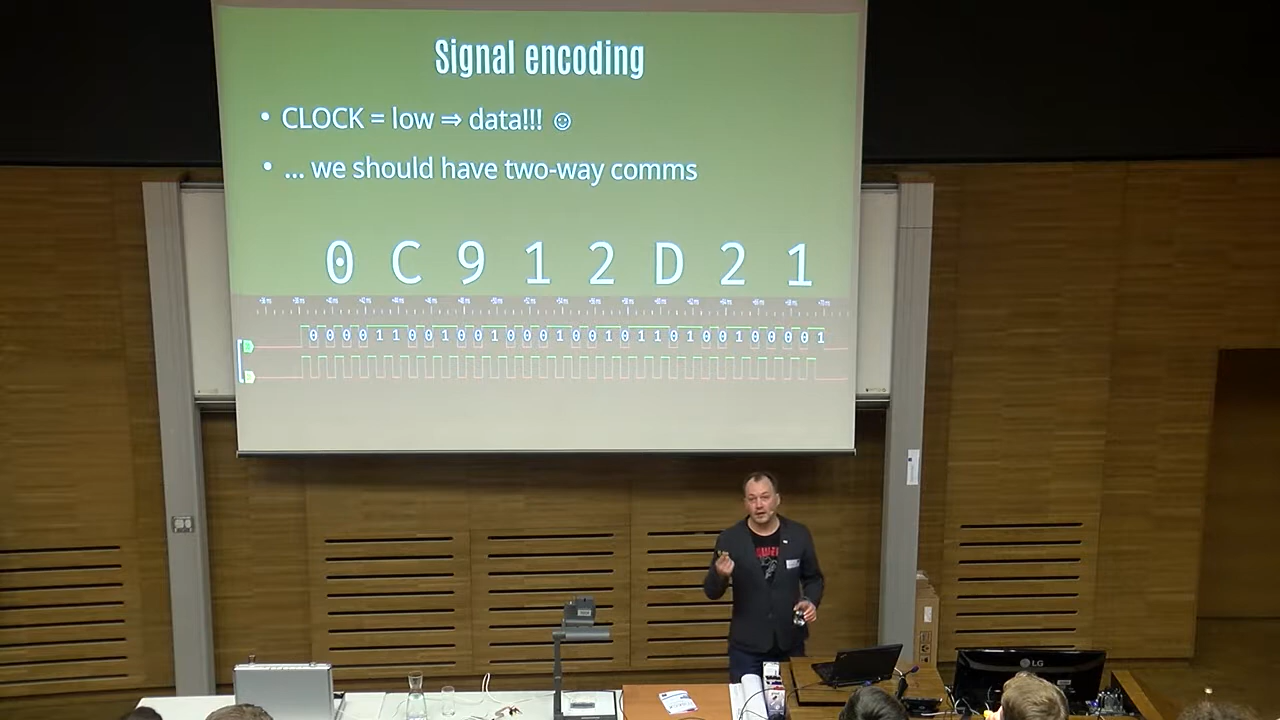 Signal encoding
• CLOCK = low ⇒ data!!! ☺
• ... we should have two-way comms
0 C 9 1 2 D 2 1
0 0 0 0 1 1 0 0 1 0 0 1 0 0 0 1 0 0 1 0 1 1 0 1 0 0 1 0 0 0 0 1
LG